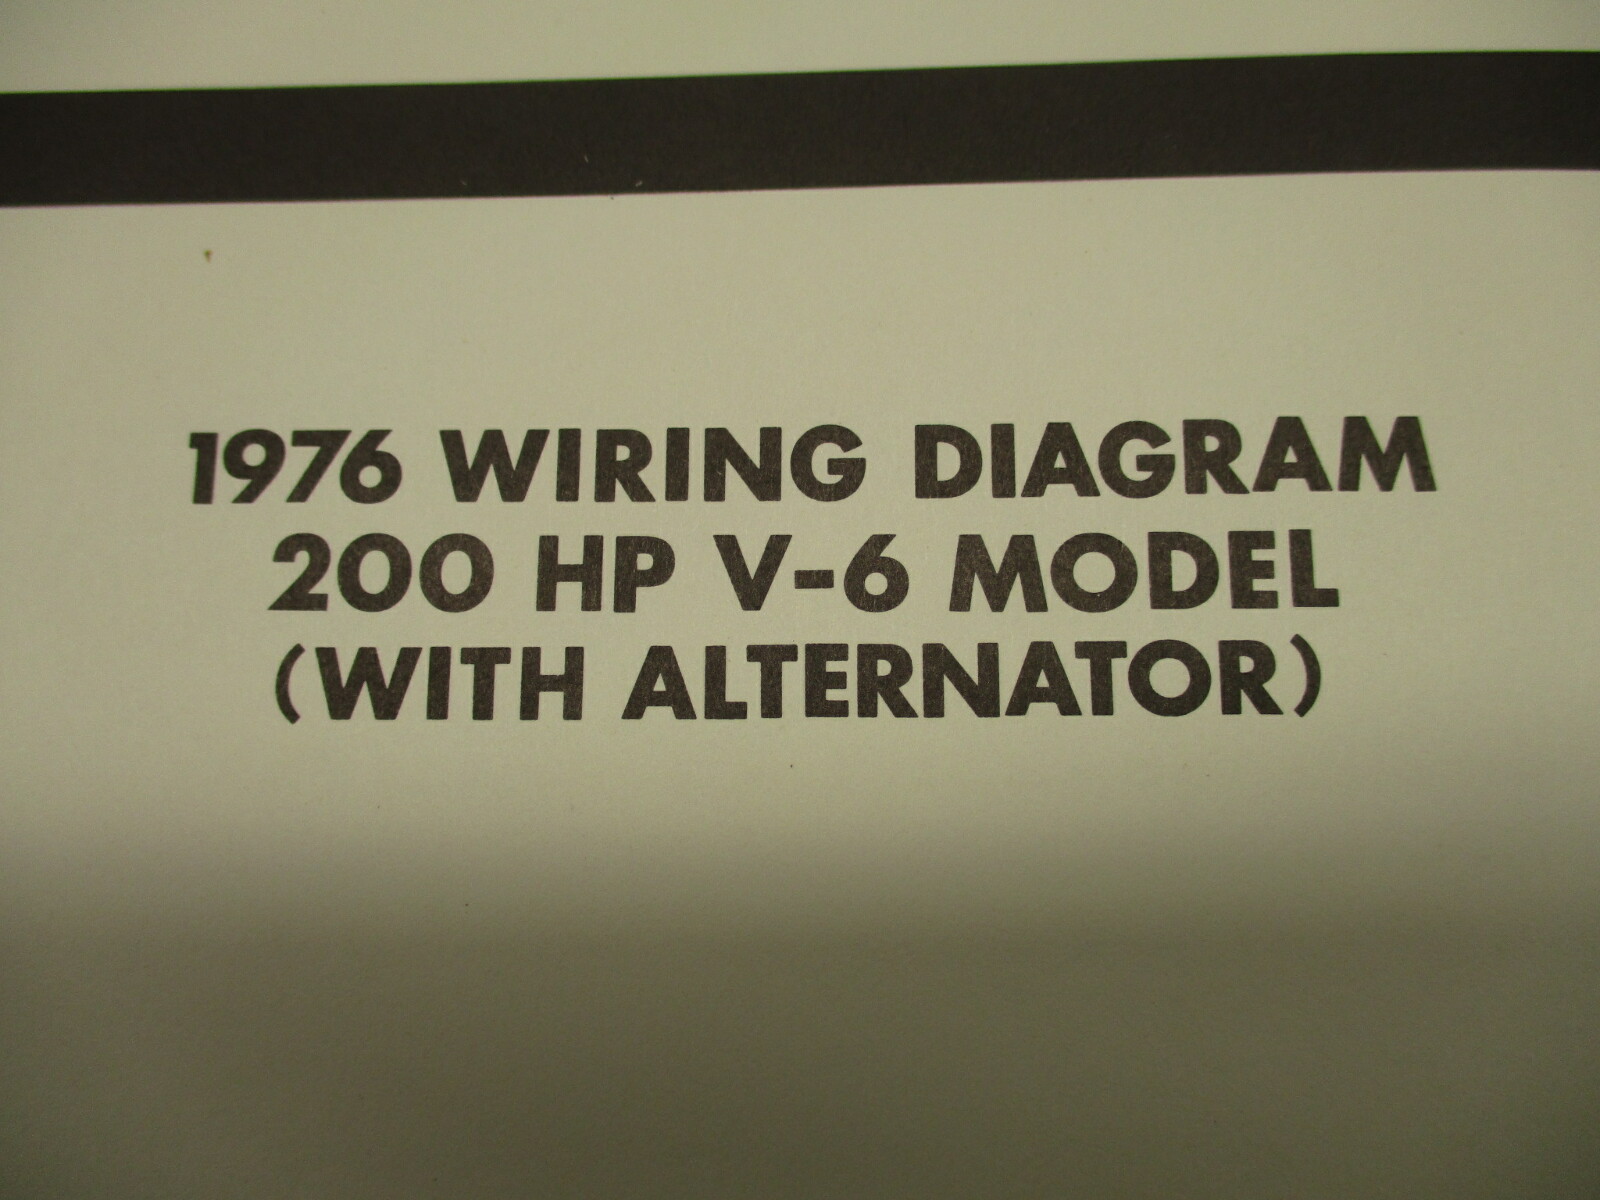 1976 WIRING DIAGRAM
200 HP V-6 MODEL
(WITH ALTERNATOR)